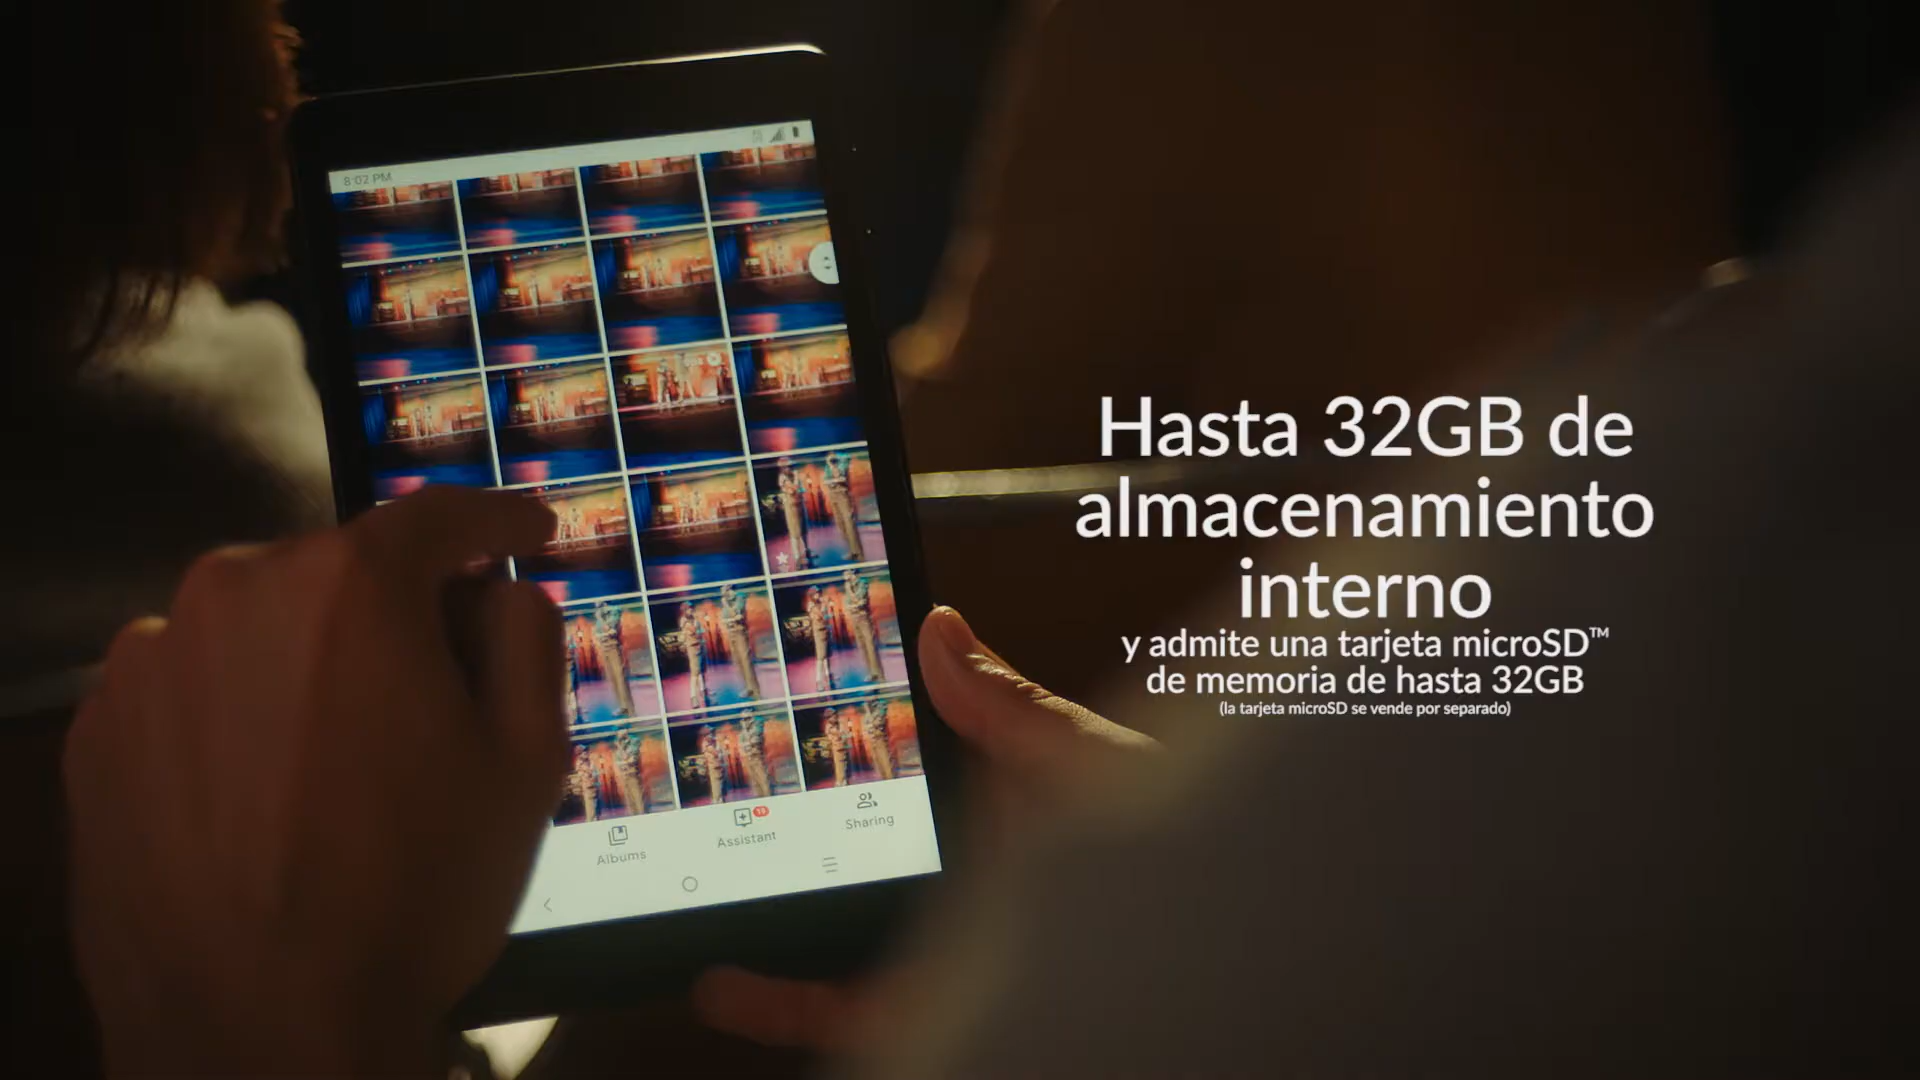 8:02 PM
Hasta 32GB de
almacenamiento
interno
y admite una tarjeta microSD™
de memoria de hasta 32GB
(la tarjeta microSD se vende por separado)
Albums
Assistant
Sharing